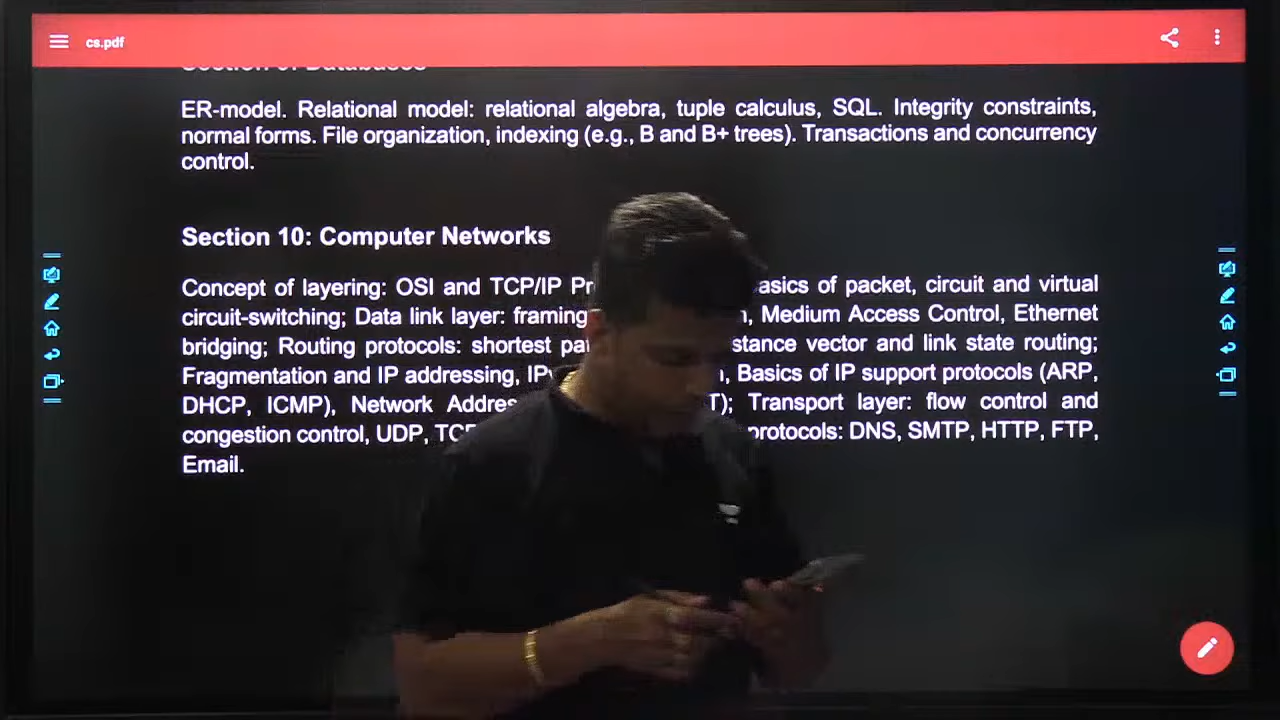 cs.pdf
ER-model. Relational model: relational algebra, tuple calculus, SQL. Integrity constraints,
normal forms. File organization, indexing (e.g., B and B+ trees). Transactions and concurrency
control.
Section 10: Computer Networks
Concept of layering: OSI and TCP/IP of packet, circuit and virtual
circuit-switching; Data link layer: framing Medium Access Control, Ethernet
bridging; Routing protocols: shortest vector and link state routing;
Fragmentation and IP addressing, Basics of IP support protocols (ARP,
DHCP, ICMP), Network Transport layer: flow control and
congestion control, UDP, protocols: DNS, SMTP, HTTP, FTP,
Email.